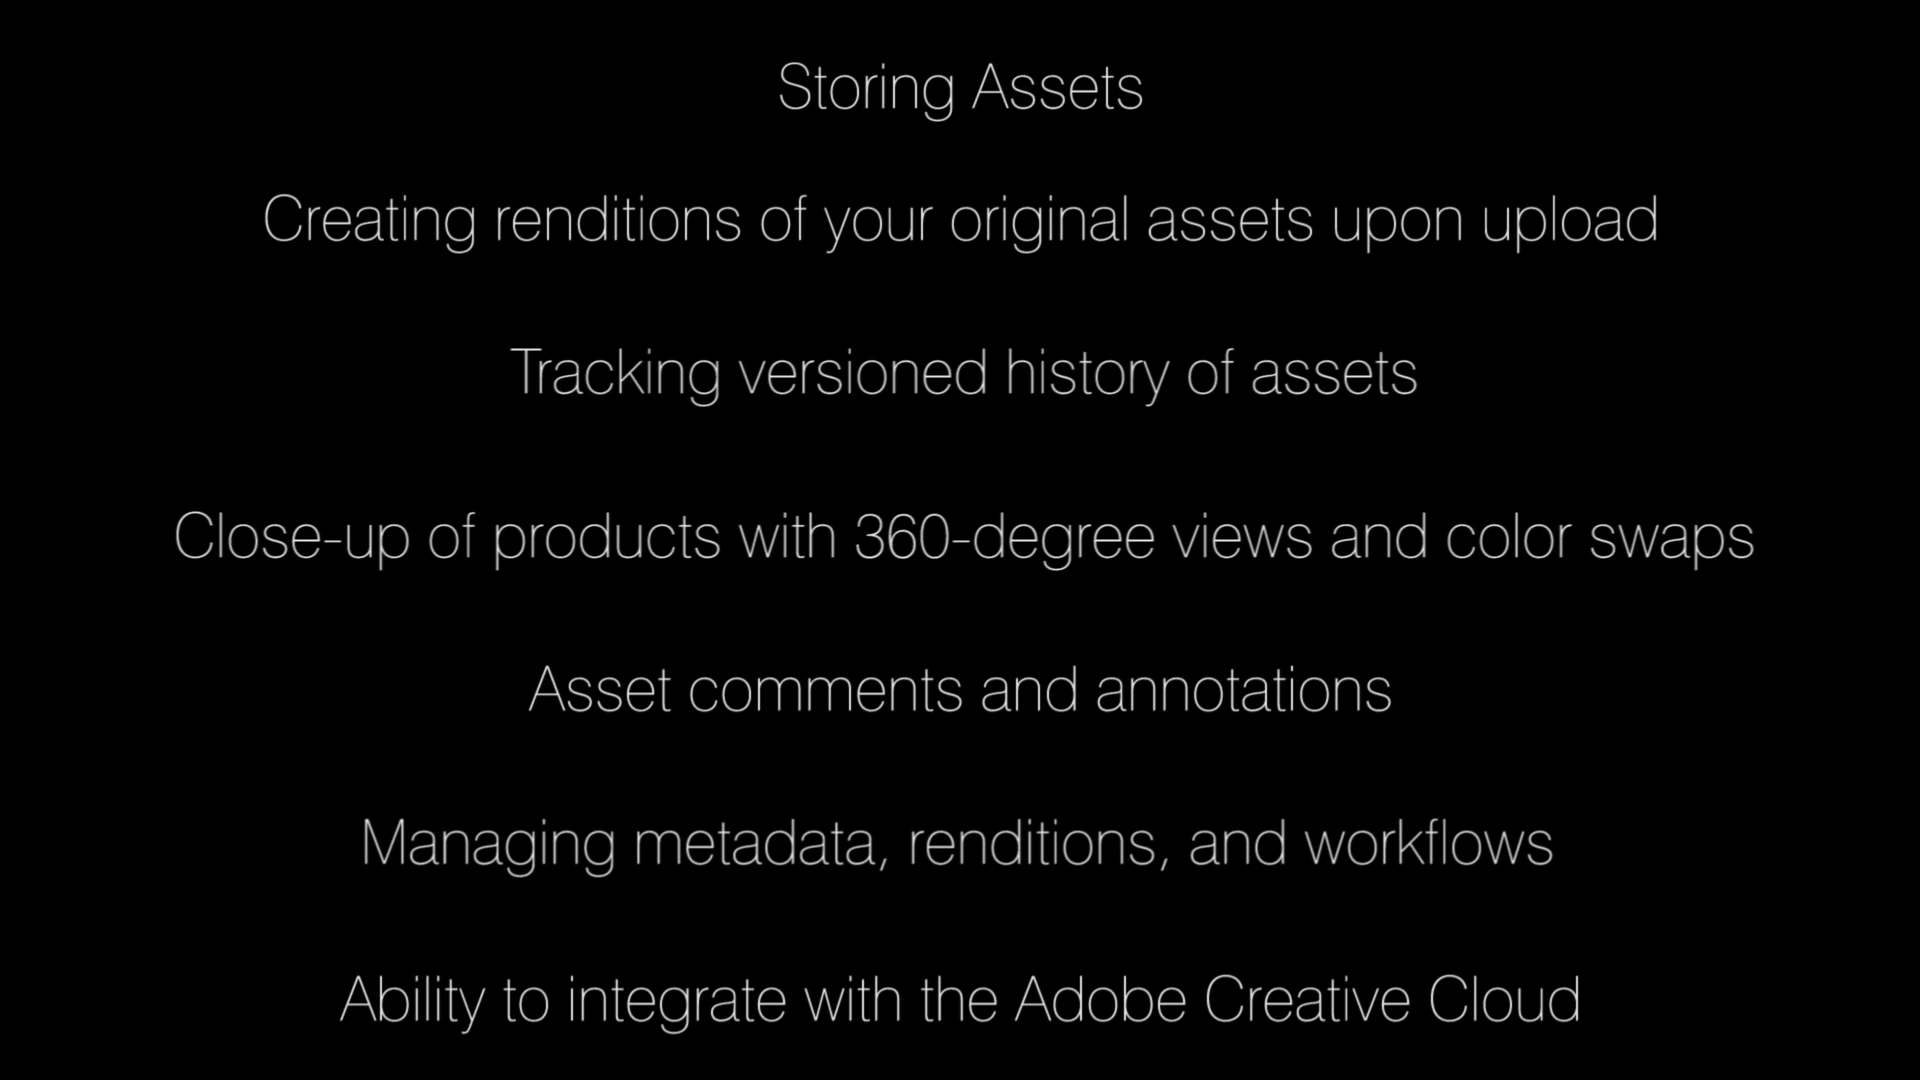 Storing Assets
Creating renditions of your original assets upon upload
Tracking versioned history of assets
Close-up of products with 360-degree views and color swaps
Asset comments and annotations
Managing metadata, renditions, and workflows
Ability to integrate with the Adobe Creative Cloud